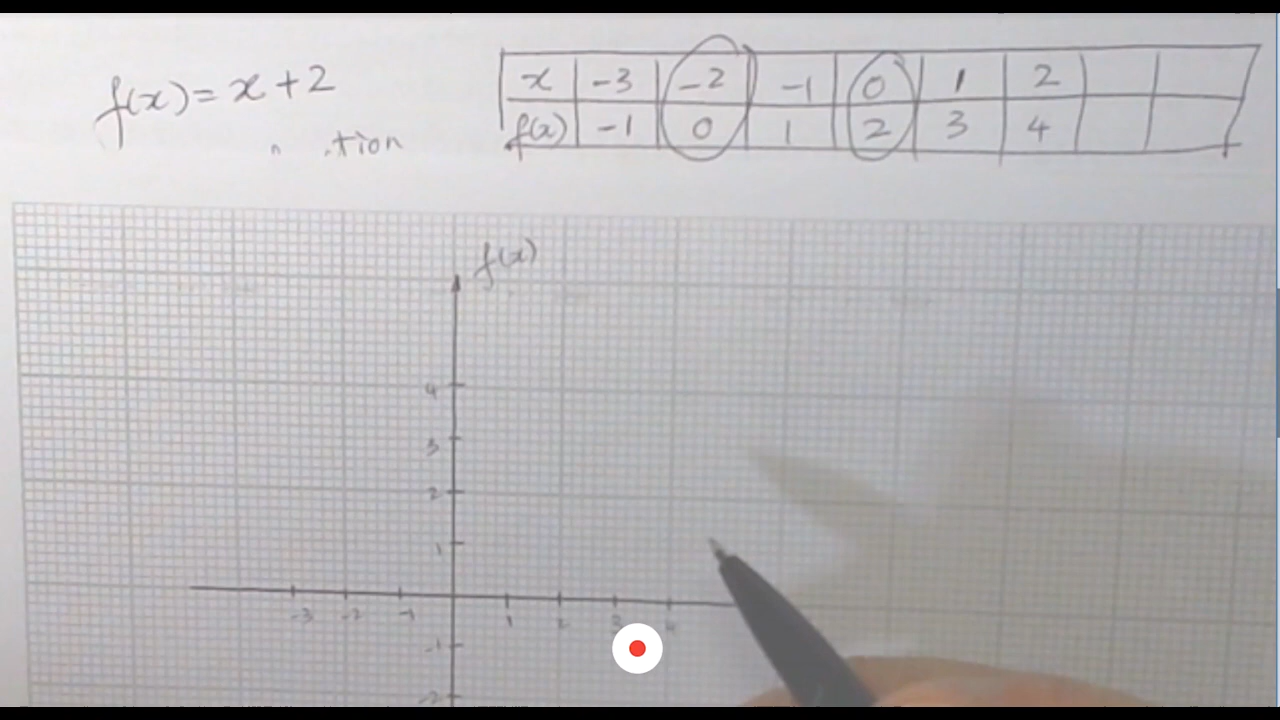 f(x) = x + 2
tion
x -3 -2 -1 0 1 2
f(x) -1 0 1 2 3 4
f(x)
4
3
2
1
-3 -2 -1 1 2 3 4
-1
-2